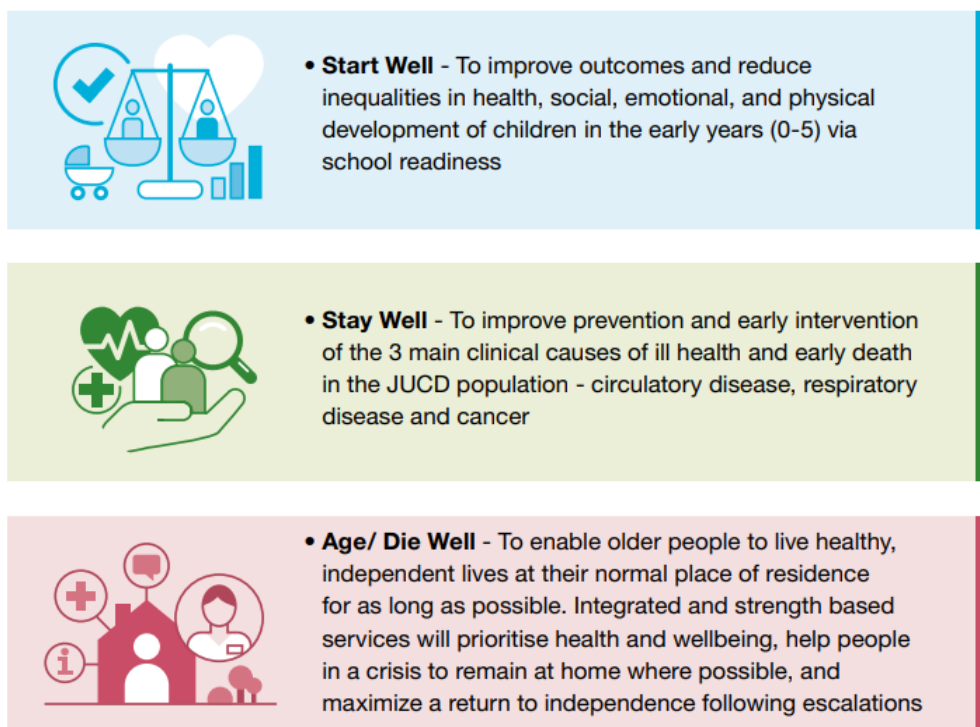 • Start Well - To improve outcomes and reduce
inequalities in health, social, emotional, and physical
development of children in the early years (0-5) via
school readiness
• Stay Well - To improve prevention and early intervention
of the 3 main clinical causes of ill health and early death
in the JUCD population - circulatory disease, respiratory
disease and cancer
• Age/ Die Well - To enable older people to live healthy,
independent lives at their normal place of residence
for as long as possible. Integrated and strength based
services will prioritise health and wellbeing, help people
in a crisis to remain at home where possible, and
maximize a return to independence following escalations